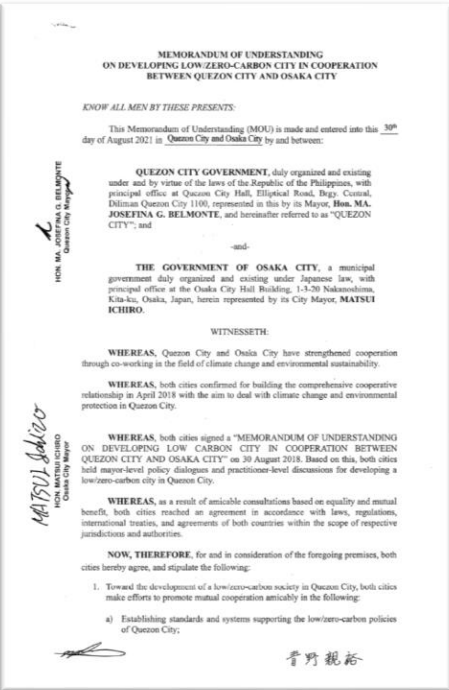 MEMORANDUM OF UNDERSTANDING
ON DEVELOPING LOW/ZERO-CARBON CITY IN COOPERATION
BETWEEN QUEZON CITY AND OSAKA CITY
KNOW ALL MEN BY THESE PRESENTS:
This Memorandum of Understanding (MOU) is made and entered into this 30th
day of August 2021 in Quezon City and Osaka City by and between:
QUEZON CITY GOVERNMENT, duly organized and existing
under and by virtue of the laws of the Republic of the Philippines, with
principal office at Quezon City Hall, Elliptical Road, Brgy. Central,
Diliman Quezon City 1100, represented in this by its Mayor, Hon. MA.
JOSEFINA G. BELMONTE, and hereinafter referred to as "QUEZON
CITY"; and
-and-
THE GOVERNMENT OF OSAKA CITY, a municipal
government duly organized and existing under Japanese law, with
principal office at the Osaka City Hall Building, 1-3-20 Nakanoshima,
Kita-ku, Osaka, Japan, herein represented by its City Mayor, MATSUI
ICHIRO.
WITNESSETH:
WHEREAS, Quezon City and Osaka City have strengthened cooperation
through co-working in the field of climate change and environmental sustainability.
WHEREAS, both cities confirmed for building the comprehensive cooperative
relationship in April 2018 with the aim to deal with climate change and environmental
protection in Quezon City.
WHEREAS, both cities signed a "MEMORANDUM OF UNDERSTANDING
ON DEVELOPING LOW CARBON CITY IN COOPERATION BETWEEN
QUEZON CITY AND OSAKA CITY" on 30 August 2018. Based on this, both cities
held mayor-level policy dialogues and practitioner-level discussions for developing a
low/zero-carbon city in Quezon City.
WHEREAS, as a result of amicable consultations based on equality and mutual
benefit, both cities reached an agreement in accordance with laws, regulations,
international treaties, and agreements of both countries within the scope of respective
jurisdictions and authorities.
NOW, THEREFORE, for and in consideration of the foregoing premises, both
cities hereby agree, and stipulate the following:
1. Toward the development of a low/zero-carbon society in Quezon City, both cities
make efforts to promote mutual cooperation amicably in the following:
a) Establishing standards and systems supporting the low/zero-carbon policies
of Quezon City;
HON. MA. JOSEFINA G. BELMONTE
Quezon City Mayor
MATSUI Ichiro
HON. MATSUI ICHIRO
Osaka City Mayor